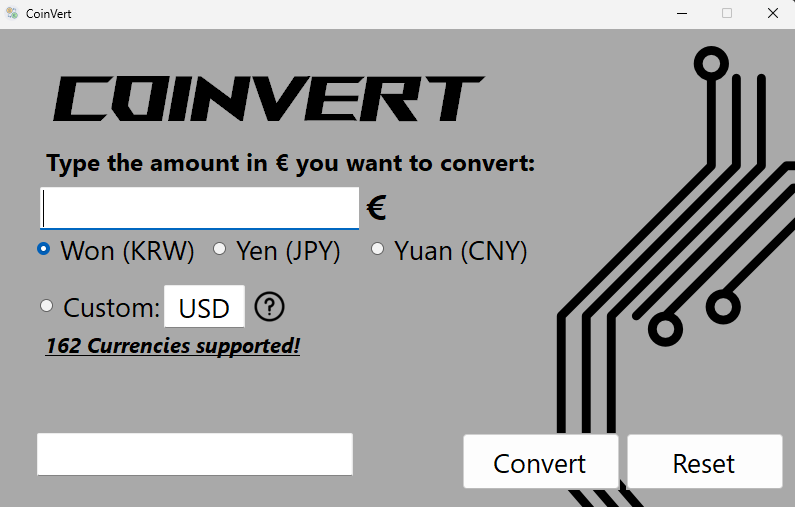 CoinVert
COINVERT
Type the amount in € you want to convert:
€
Won (KRW) Yen (JPY) Yuan (CNY)
Custom: USD ?
162 Currencies supported!
Convert Reset